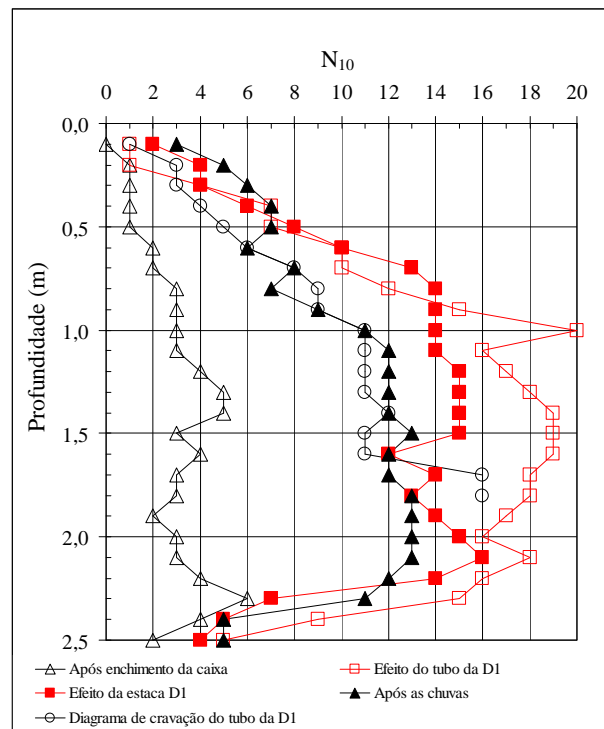 N10
0 2 4 6 8 10 12 14 16 18 20
0,0
0,5
1,0
1,5
2,0
2,5
Profundidade (m)
Após enchimento da caixa
Efeito do tubo da D1
Efeito da estaca D1
Após as chuvas
Diagrama de cravação do tubo da D1